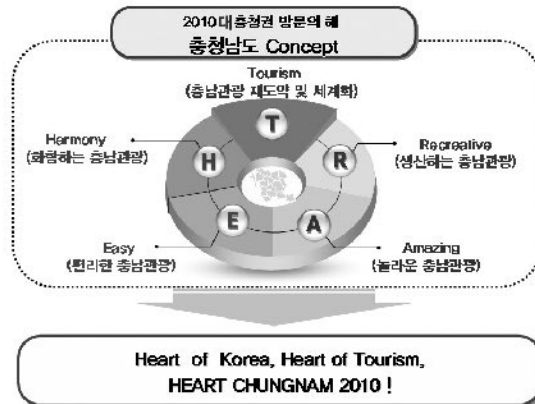 2010대충청권 방문의 해
충청남도 Concept
Tourism
(충남관광 재도약 및 세계화)
T
Harmony
(화합하는 충남관광)
H
R
Recreative
(생산하는 충남관광)
E
A
Easy
(편리한 충남관광)
Amazing
(놀라운 충남관광)
Heart of Korea, Heart of Tourism,
HEART CHUNGNAM 2010 !